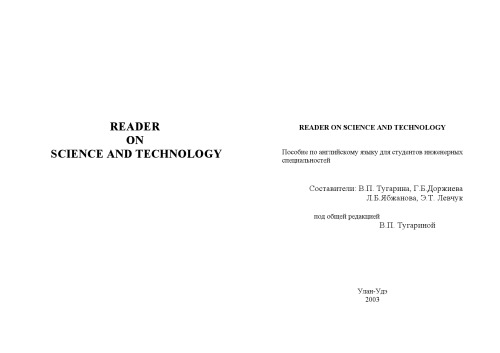 READER
ON
SCIENCE AND TECHNOLOGY
READER ON SCIENCE AND TECHNOLOGY
Пособие по английскому языку для студентов инженерных
специальностей
Составители: В.П. Тугарина, Г.Б.Доржиева
Л.Б.Ябжанова, Э.Т. Левчук
под общей редакцией
В.П. Тугариной
Улан-Удэ
2003